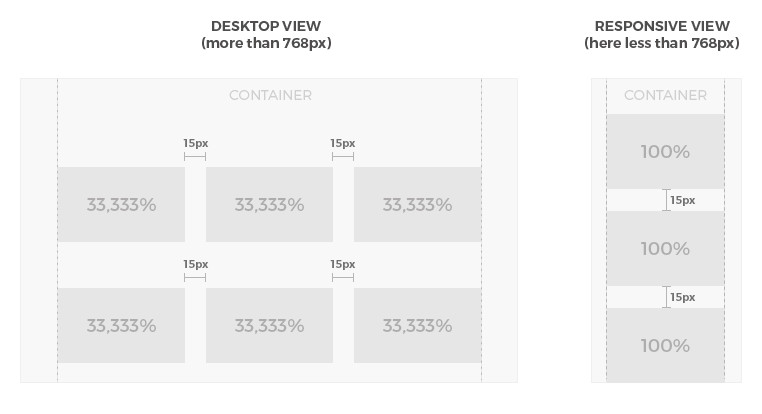 DESKTOP VIEW
(more than 768px)
CONTAINER
15px 15px
33,333% 33,333% 33,333%
15px 15px
33,333% 33,333% 33,333%
RESPONSIVE VIEW
(here less than 768px)
CONTAINER
100%
15px
100%
15px
100%